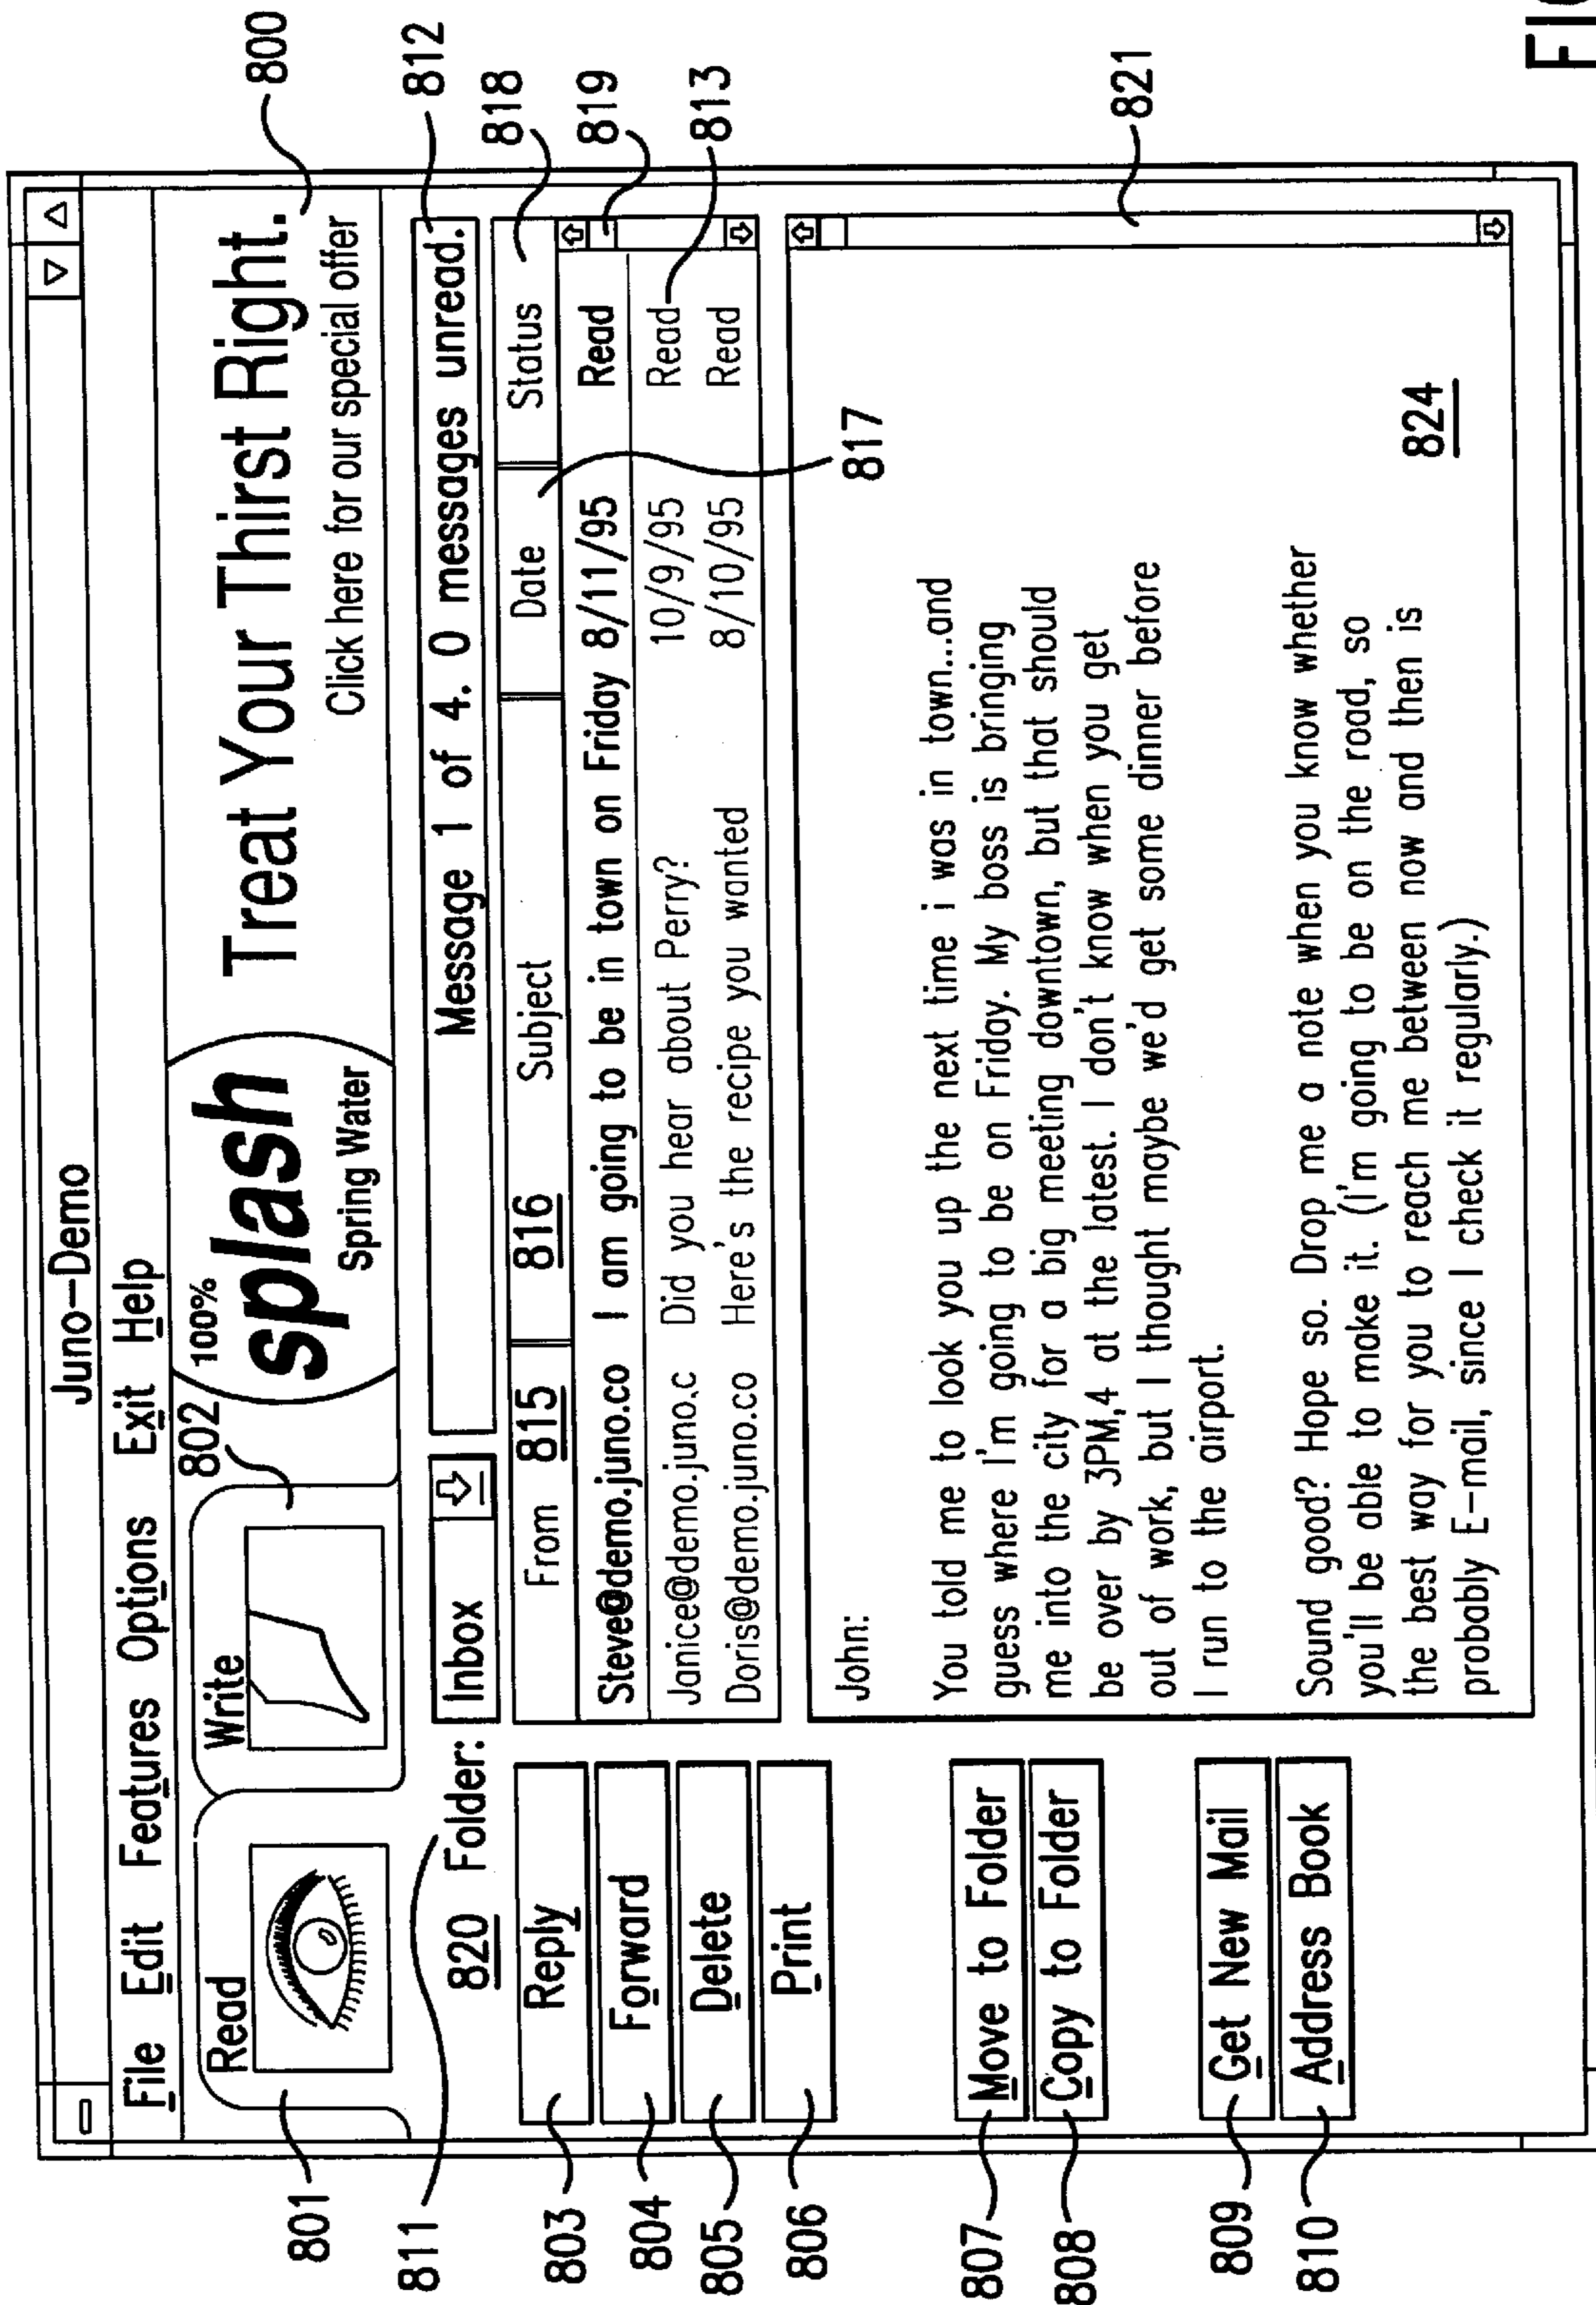 Juno-Demo
File Edit Features Options Exit Help
Read
Write
802
100%
splash
Spring Water
Treat Your Thirst Right.
Click here for our special offer
800
801
811
820 Folder: Inbox
Message 1 of 4. 0 messages unread.
812
From 815 816 Subject Date Status
818
Steve@demo.juno.co I am going to be in town on Friday 8/11/95 Read
819
Janice@demo.juno.c Did you hear about Perry? 10/9/95 Read
813
Doris@demo.juno.co Here's the recipe you wanted 8/10/95 Read
817
803 Reply
804 Forward
805 Delete
806 Print
807 Move to Folder
808 Copy to Folder
809 Get New Mail
810 Address Book
John:
You told me to look you up the next time i was in town...and
guess where I'm going to be on Friday. My boss is bringing
me into the city for a big meeting downtown, but that should
be over by 3PM,4 at the latest. I don't know when you get
out of work, but I thought maybe we'd get some dinner before
I run to the airport.
821
Sound good? Hope so. Drop me a note when you know whether
you'll be able to make it. (I'm going to be on the road, so
the best way for you to reach me between now and then is
probably E-mail, since I check it regularly.)
824